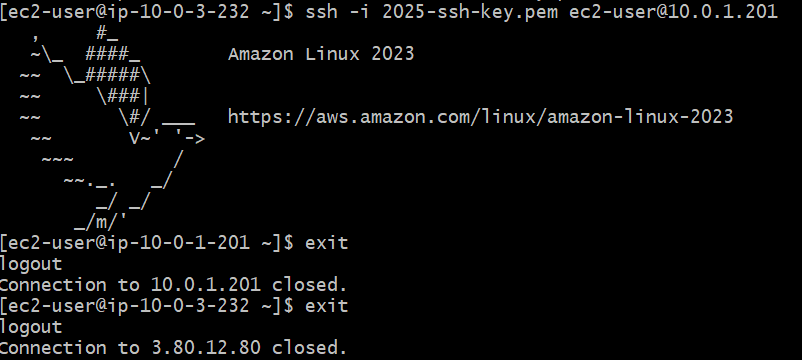 [ec2-user@ip-10-0-3-232 ~]$ ssh -i 2025-ssh-key.pem ec2-user@10.0.1.201
   ,     #_
   ~\_  ####_        Amazon Linux 2023
  ~~  \_#####\
  ~~     \###|
  ~~       \#/ ___   https://aws.amazon.com/linux/amazon-linux-2023
   ~~       V~' '->
    ~~~         /
      ~~._.   _/
         _/ _/
       _/m/'
[ec2-user@ip-10-0-1-201 ~]$ exit
logout
Connection to 10.0.1.201 closed.
[ec2-user@ip-10-0-3-232 ~]$ exit
logout
Connection to 3.80.12.80 closed.